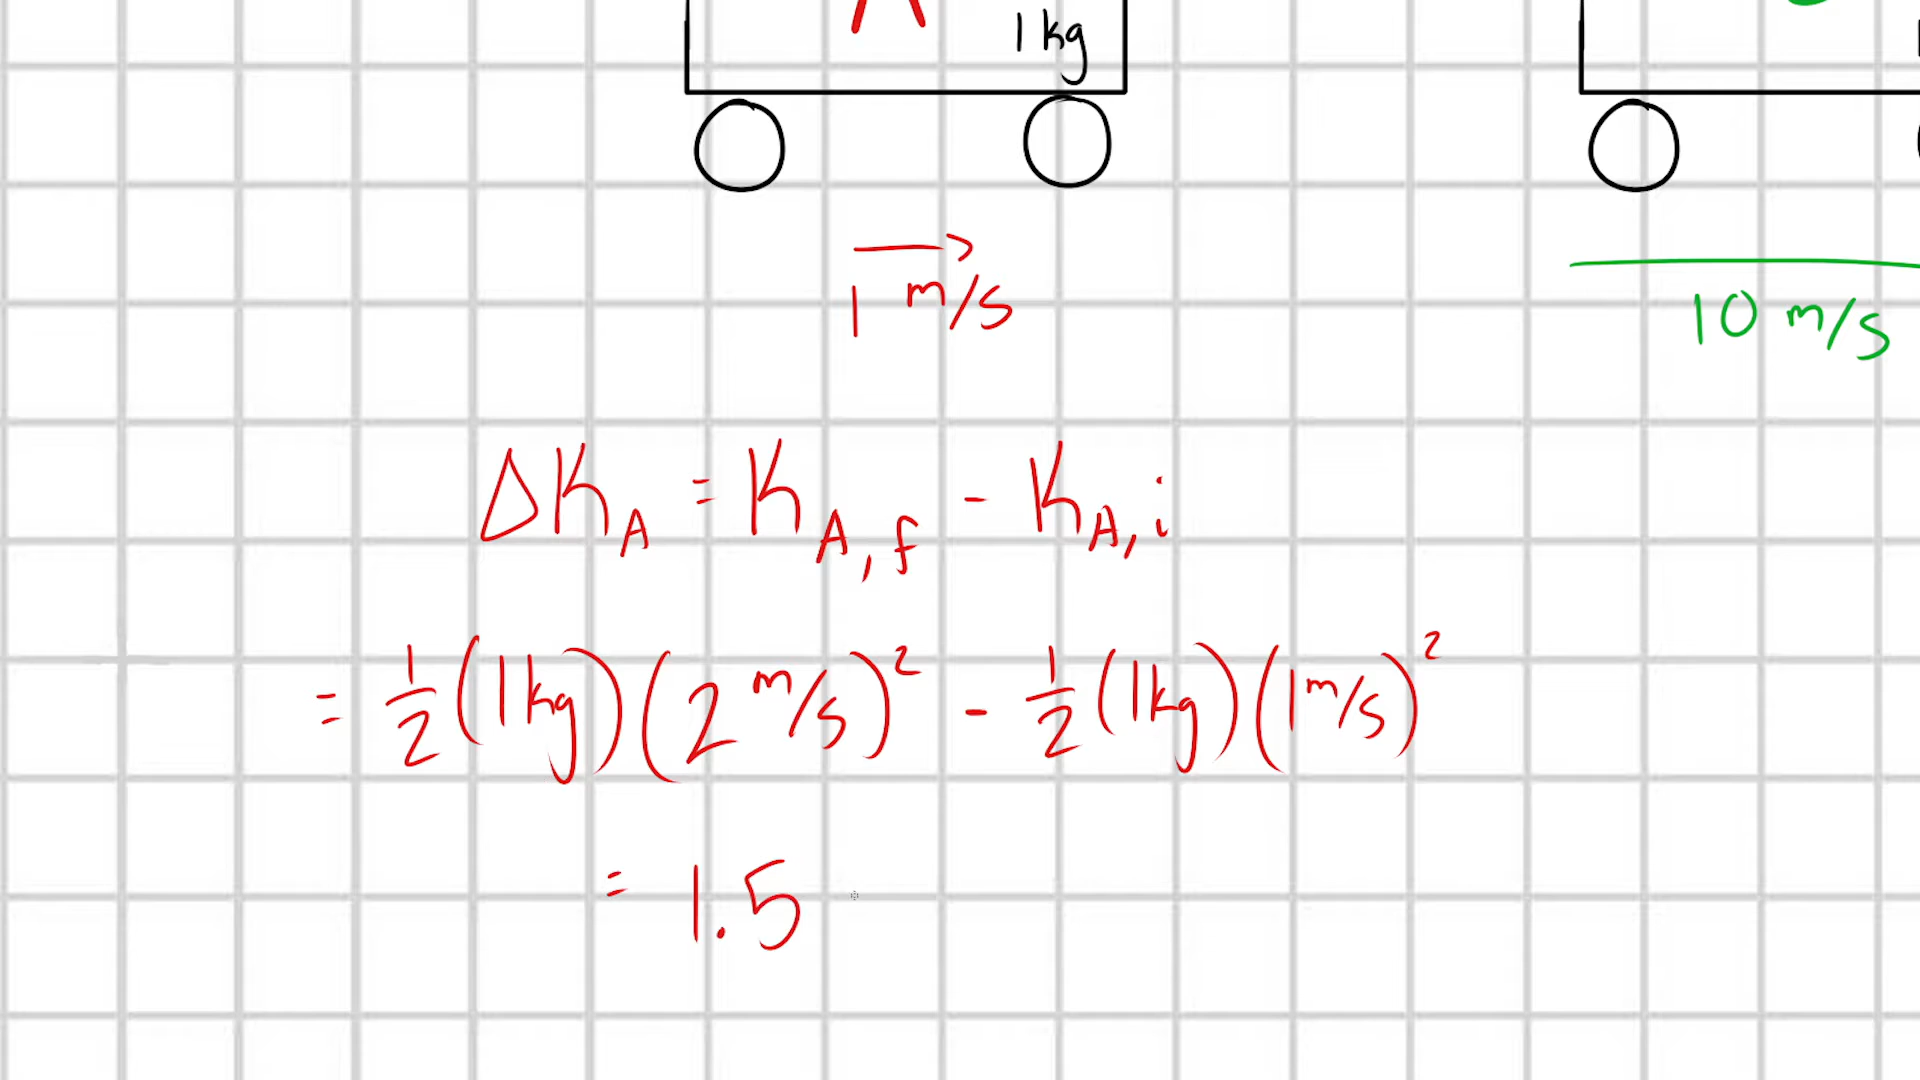 A
1 kg
1 m/s
10 m/s
ΔK_A = K_A,f - K_A,i
= 1/2 (1kg)(2 m/s)² - 1/2 (1kg)(1 m/s)²
= 1.5